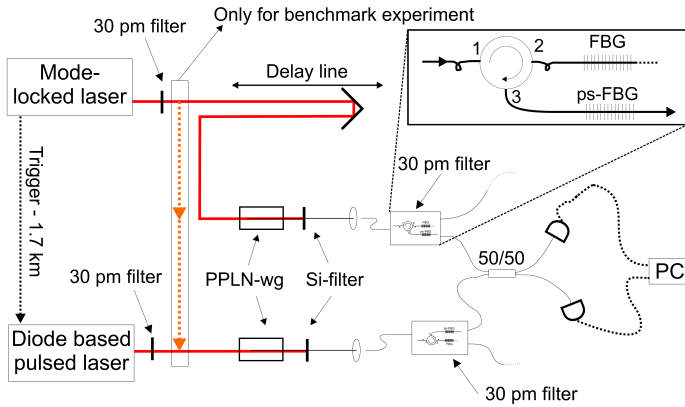 Only for benchmark experiment
30 pm filter
Mode-
locked laser
Delay line
1
2
3
FBG
ps-FBG
Trigger - 1.7 km
30 pm filter
30 pm filter
PPLN-wg
Si-filter
50/50
PC
Diode based
pulsed laser
30 pm filter